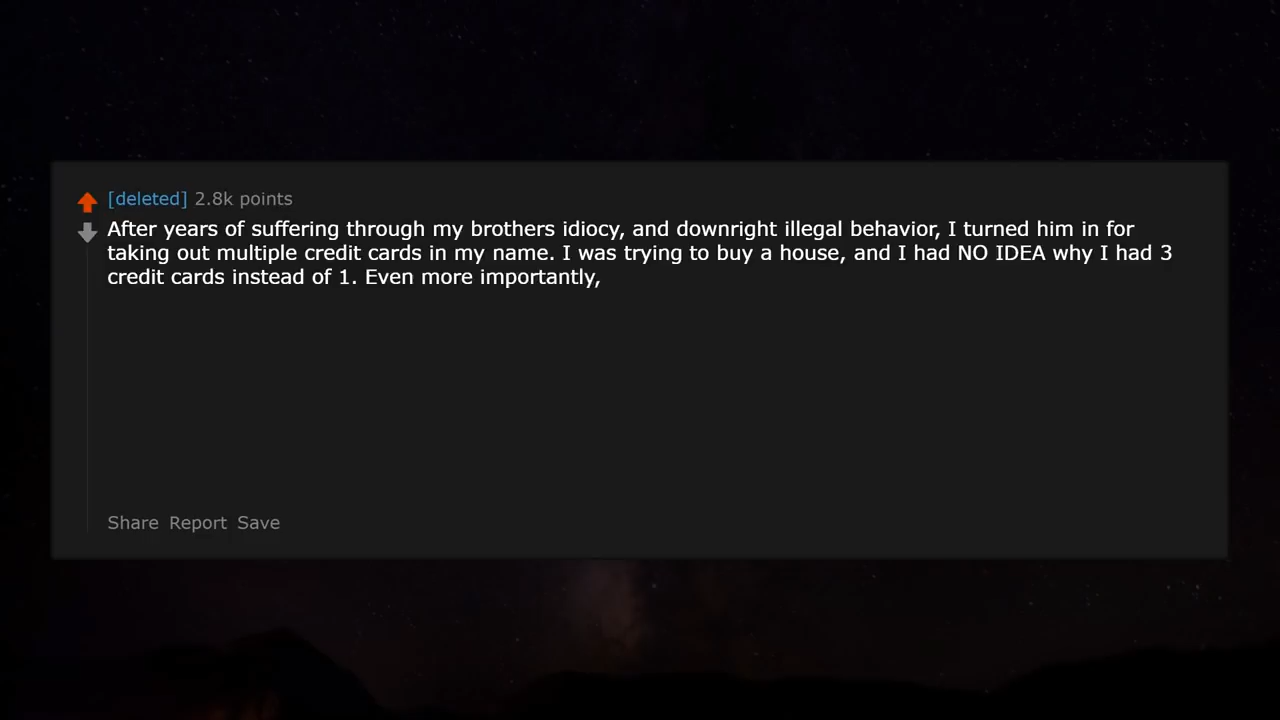 [deleted] 2.8k points
After years of suffering through my brothers idiocy, and downright illegal behavior, I turned him in for
taking out multiple credit cards in my name. I was trying to buy a house, and I had NO IDEA why I had 3
credit cards instead of 1. Even more importantly,
Share Report Save